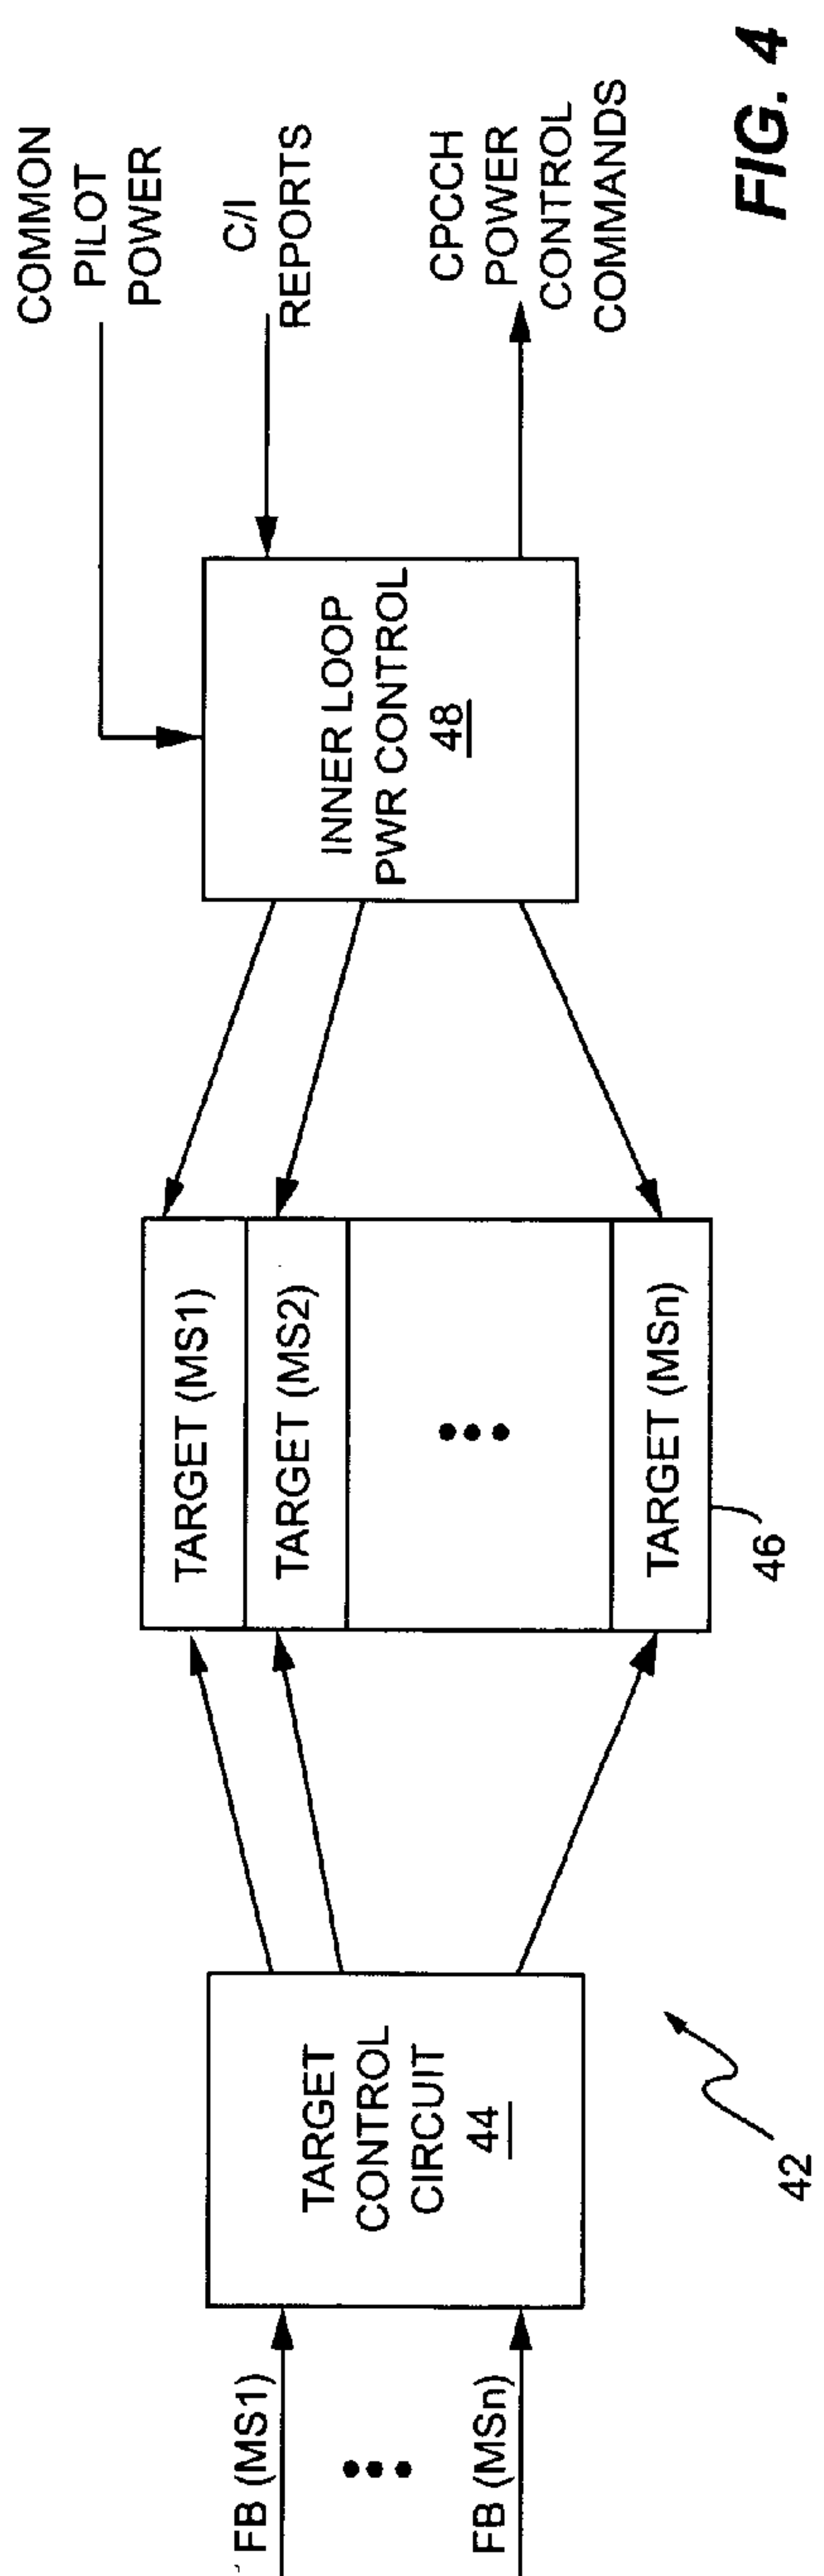 FB (MS1)
FB (MSn)
TARGET
CONTROL
CIRCUIT
44
42
TARGET (MS1)
TARGET (MS2)
TARGET (MSn)
46
INNER LOOP
PWR CONTROL
48
COMMON
PILOT
POWER
C/I
REPORTS
CPCCH
POWER
CONTROL
COMMANDS
FIG. 4